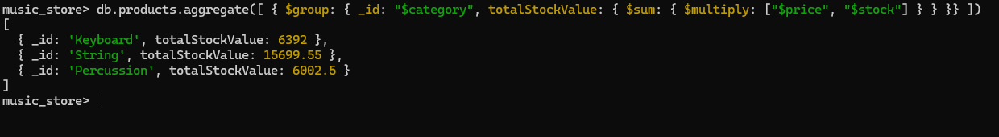 music_store> db.products.aggregate([ { $group: { _id: "$category", totalStockValue: { $sum: { $multiply: ["$price", "$stock"] } } }} ])
[
  { _id: 'Keyboard', totalStockValue: 6392 },
  { _id: 'String', totalStockValue: 15699.55 },
  { _id: 'Percussion', totalStockValue: 6002.5 }
]
music_store>